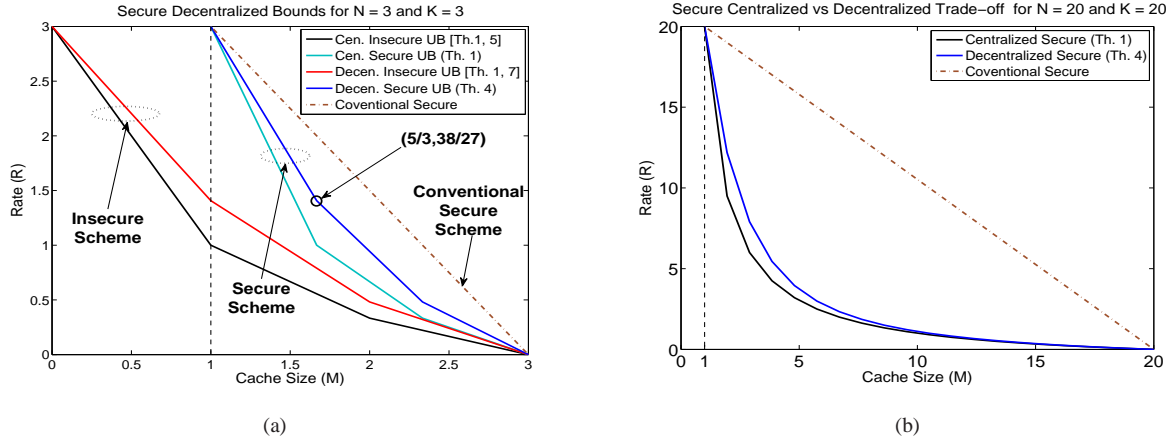 Secure Decentralized Bounds for N = 3 and K = 3
Cen. Insecure UB [Th.1, 5]
Cen. Secure UB (Th. 1)
Decen. Insecure UB [Th. 1, 7]
Decen. Secure UB (Th. 4)
Coventional Secure
(5/3,38/27)
Insecure
Scheme
Secure
Scheme
Conventional
Secure
Scheme
Rate (R)
3
2.5
2
1.5
1
0.5
0
0 0.5 1 1.5 2 2.5 3
Cache Size (M)
(a)
Secure Centralized vs Decentralized Trade−off for N = 20 and K = 20
Centralized Secure (Th. 1)
Decentralized Secure (Th. 4)
Coventional Secure
Rate (R)
20
15
10
5
0
0 1 5 10 15 20
Cache Size (M)
(b)